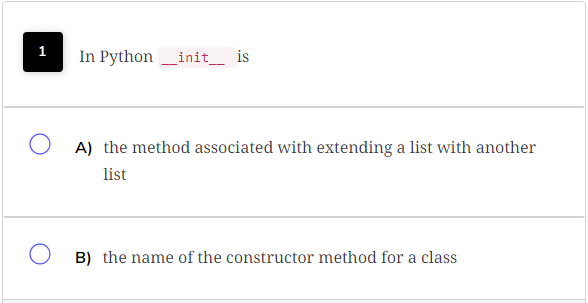 1
In Python __init__ is
A) the method associated with extending a list with another
list
B) the name of the constructor method for a class